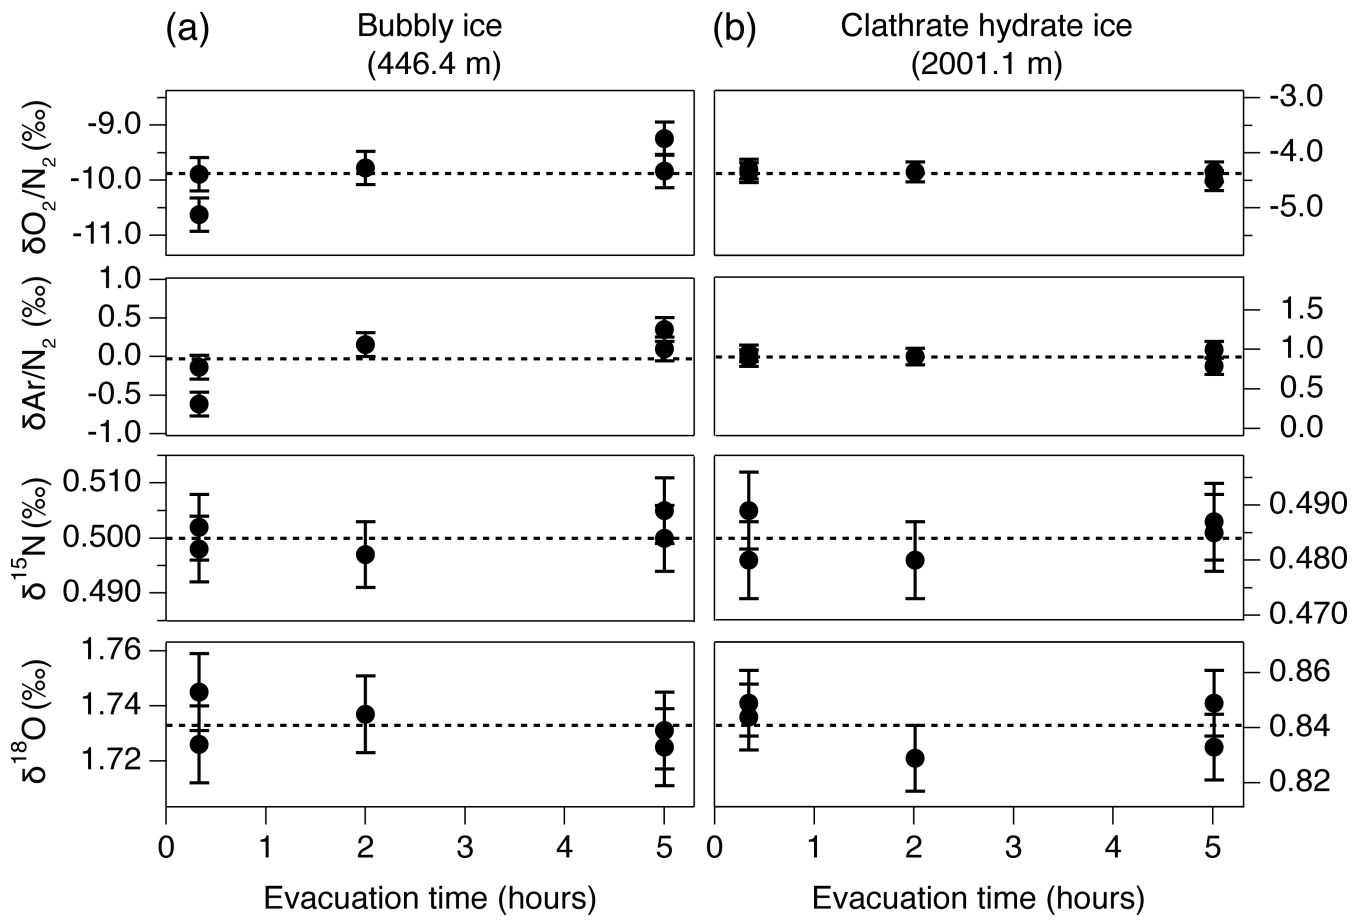 (a) Bubbly ice
(446.4 m)
(b) Clathrate hydrate ice
(2001.1 m)
δO₂/N₂ (‰)
-9.0
-10.0
-11.0
-3.0
-4.0
-5.0
δAr/N₂ (‰)
1.0
0.5
0.0
-0.5
-1.0
1.5
1.0
0.5
0.0
δ¹⁵N (‰)
0.510
0.500
0.490
0.490
0.480
0.470
δ¹⁸O (‰)
1.76
1.74
1.72
0.86
0.84
0.82
0 1 2 3 4 5
0 1 2 3 4 5
Evacuation time (hours)
Evacuation time (hours)